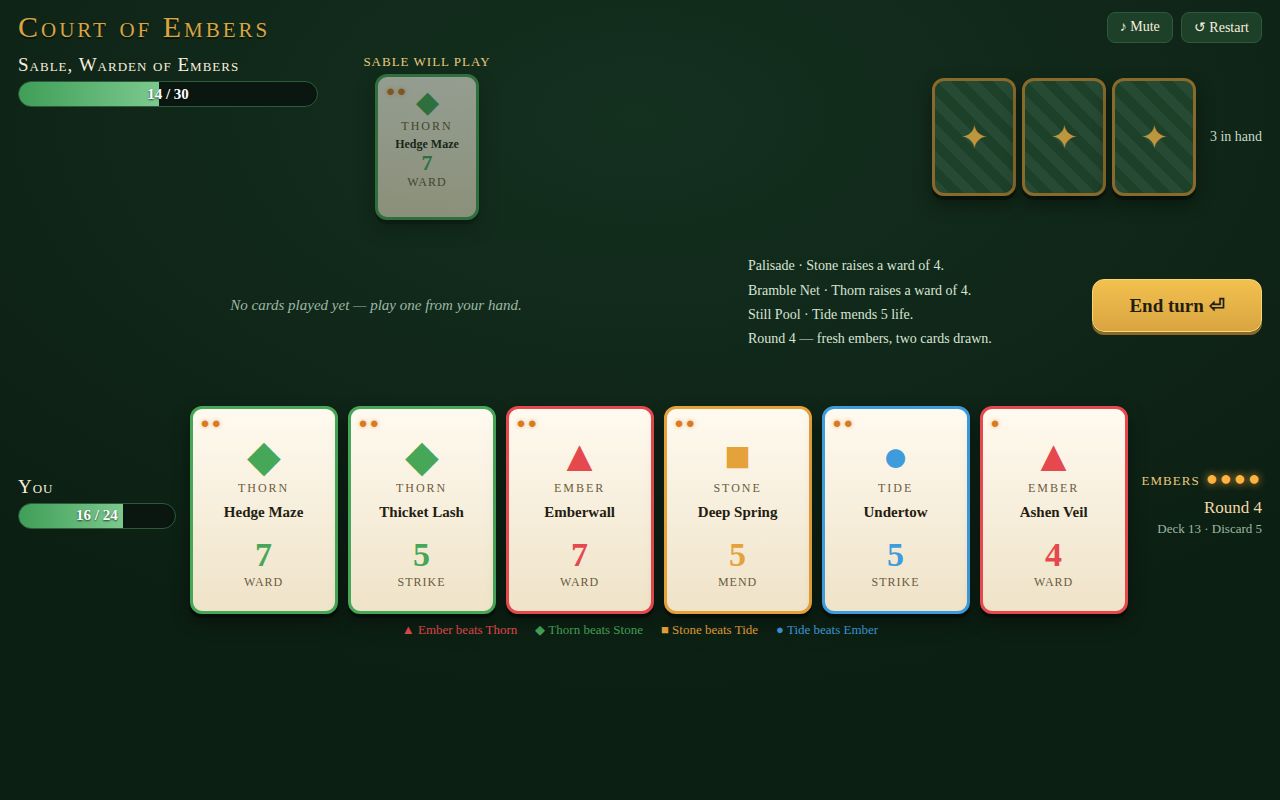 Court of Embers
♪ Mute
↺ Restart
Sable, Warden of Embers
14 / 30
SABLE WILL PLAY
THORN
Hedge Maze
7
WARD
3 in hand
Palisade · Stone raises a ward of 4.
Bramble Net · Thorn raises a ward of 4.
Still Pool · Tide mends 5 life.
Round 4 — fresh embers, two cards drawn.
No cards played yet — play one from your hand.
End turn ⏎
You
16 / 24
THORN
Hedge Maze
7
WARD
THORN
Thicket Lash
5
STRIKE
EMBER
Emberwall
7
WARD
STONE
Deep Spring
5
MEND
TIDE
Undertow
5
STRIKE
EMBER
Ashen Veil
4
WARD
EMBERS
Round 4
Deck 13 · Discard 5
▲ Ember beats Thorn
◆ Thorn beats Stone
■ Stone beats Tide
● Tide beats Ember